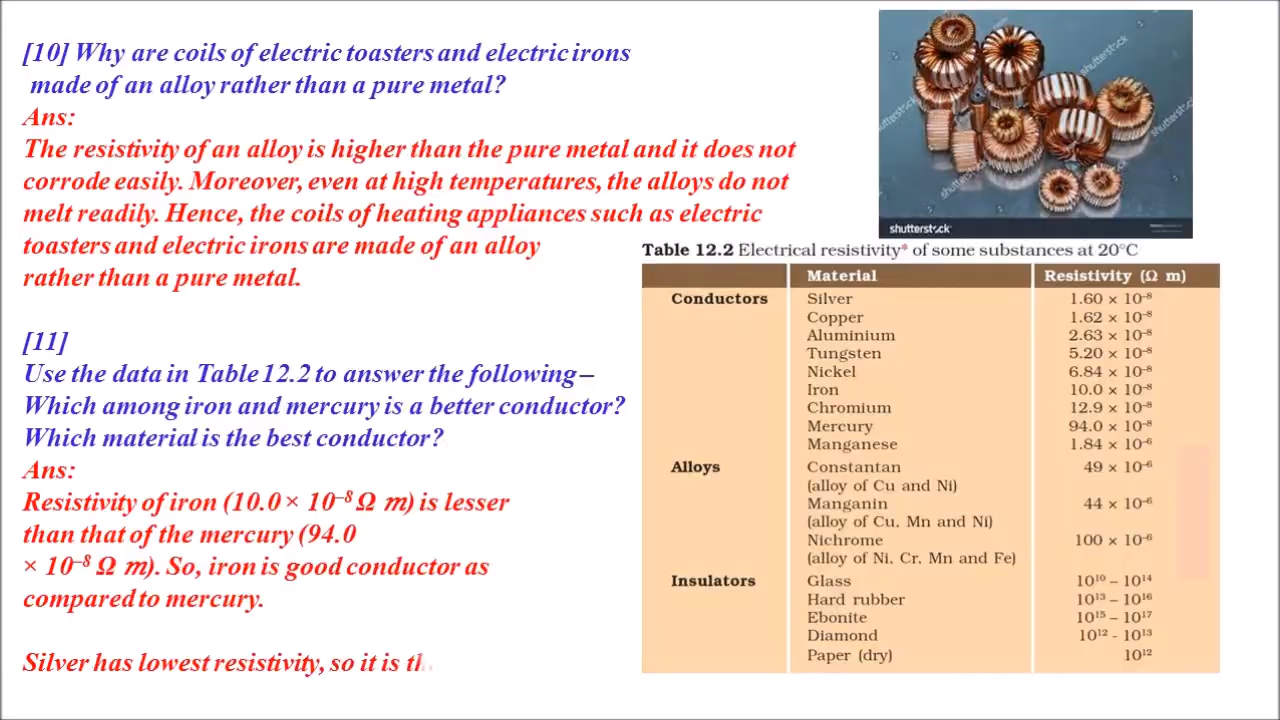 [10] Why are coils of electric toasters and electric irons
made of an alloy rather than a pure metal?
Ans:
The resistivity of an alloy is higher than the pure metal and it does not
corrode easily. Moreover, even at high temperatures, the alloys do not
melt readily. Hence, the coils of heating appliances such as electric
toasters and electric irons are made of an alloy
rather than a pure metal.
[11]
Use the data in Table 12.2 to answer the following –
Which among iron and mercury is a better conductor?
Which material is the best conductor?
Ans:
Resistivity of iron (10.0 × 10⁻⁸ Ω m) is lesser
than that of the mercury (94.0
× 10⁻⁸ Ω m). So, iron is good conductor as
compared to mercury.
Silver has lowest resistivity, so it is th
shutterstock
shutterstock
shutterstock
shutterstock
shutterstock
Table 12.2 Electrical resistivity* of some substances at 20°C
Material Resistivity (Ω m)
Conductors Silver 1.60 × 10⁻⁸
Copper 1.62 × 10⁻⁸
Aluminium 2.63 × 10⁻⁸
Tungsten 5.20 × 10⁻⁸
Nickel 6.84 × 10⁻⁸
Iron 10.0 × 10⁻⁸
Chromium 12.9 × 10⁻⁸
Mercury 94.0 × 10⁻⁸
Manganese 1.84 × 10⁻⁶
Alloys Constantan 49 × 10⁻⁶
(alloy of Cu and Ni)
Manganin 44 × 10⁻⁶
(alloy of Cu, Mn and Ni)
Nichrome 100 × 10⁻⁶
(alloy of Ni, Cr, Mn and Fe)
Insulators Glass 10¹⁰ – 10¹⁴
Hard rubber 10¹³ – 10¹⁶
Ebonite 10¹⁵ – 10¹⁷
Diamond 10¹² - 10¹³
Paper (dry) 10¹²